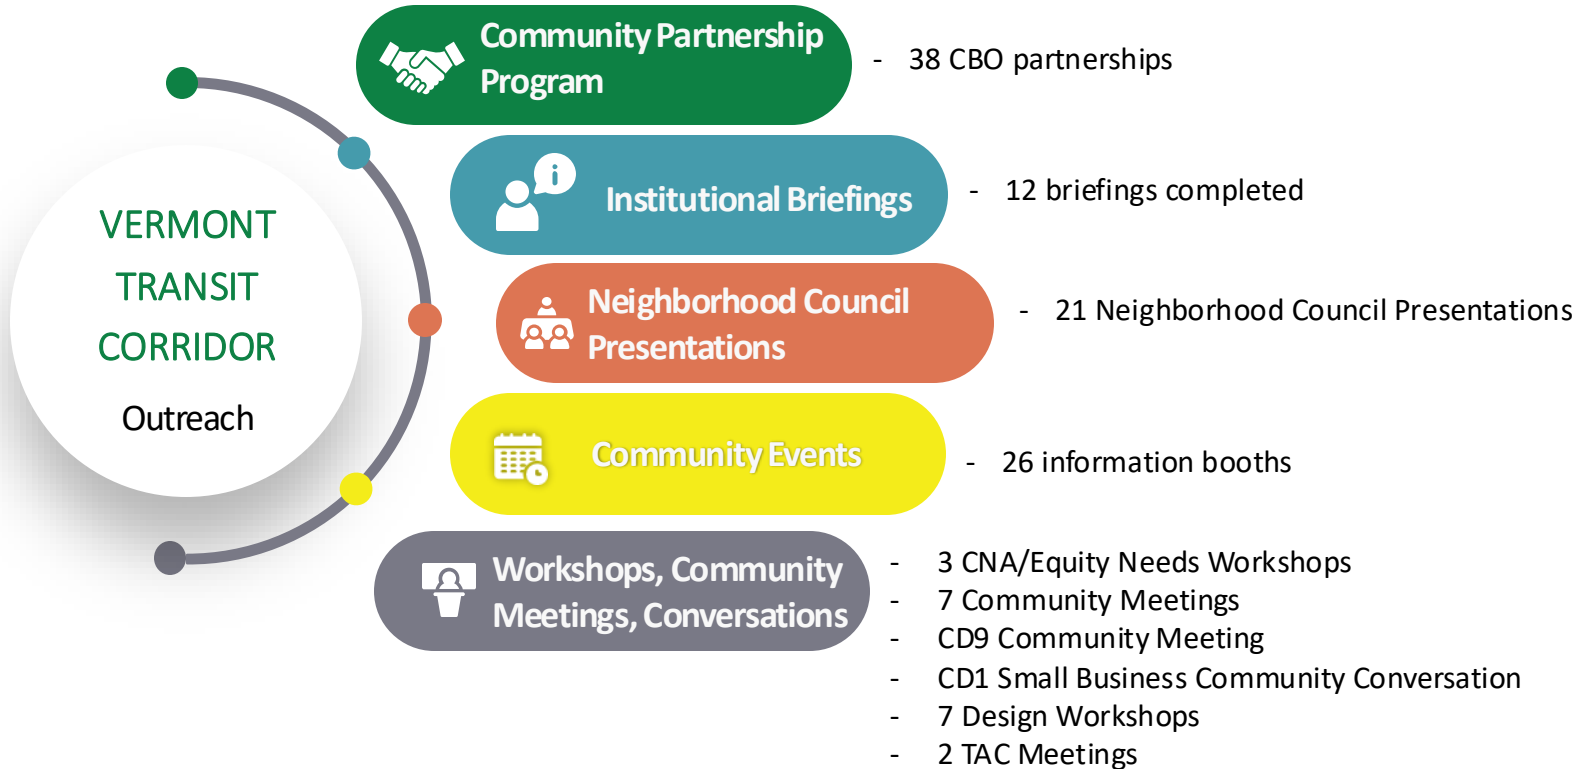 VERMONT
TRANSIT
CORRIDOR
Outreach
Community Partnership
Program
- 38 CBO partnerships
i
Institutional Briefings
- 12 briefings completed
Neighborhood Council
Presentations
- 21 Neighborhood Council Presentations
Community Events
- 26 information booths
Workshops, Community
Meetings, Conversations
- 3 CNA/Equity Needs Workshops
- 7 Community Meetings
- CD9 Community Meeting
- CD1 Small Business Community Conversation
- 7 Design Workshops
- 2 TAC Meetings